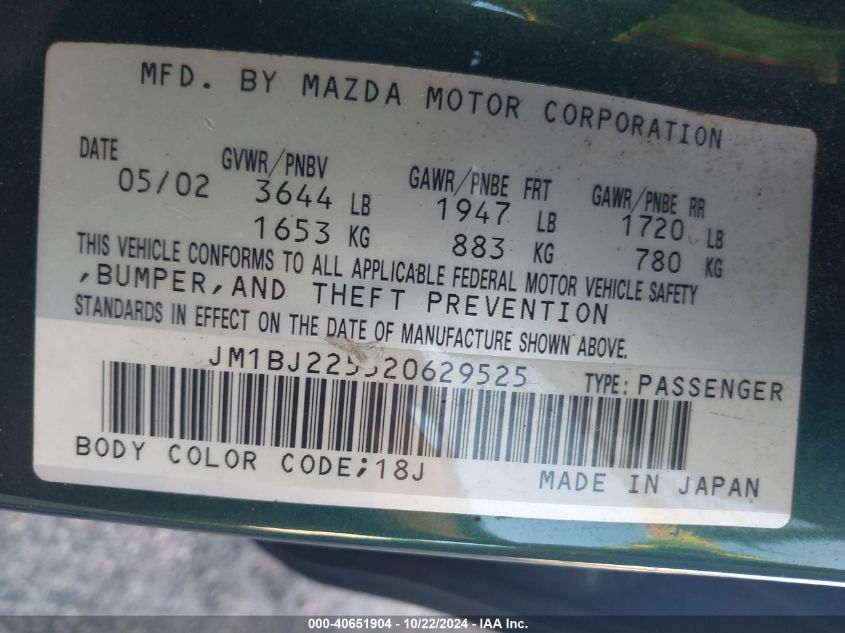 MFD. BY MAZDA MOTOR CORPORATION
DATE GVWR/PNBV GAWR/PNBE FRT GAWR/PNBE RR
05/02 3644 LB 1947 LB 1720 LB
1653 KG 883 KG 780 KG
THIS VEHICLE CONFORMS TO ALL APPLICABLE FEDERAL MOTOR VEHICLE SAFETY
,BUMPER,AND THEFT PREVENTION
STANDARDS IN EFFECT ON THE DATE OF MANUFACTURE SHOWN ABOVE.
JM1BJ225520629525 TYPE: PASSENGER
BODY COLOR CODE;18J MADE IN JAPAN
000-40651904 - 10/22/2024 - IAA Inc.